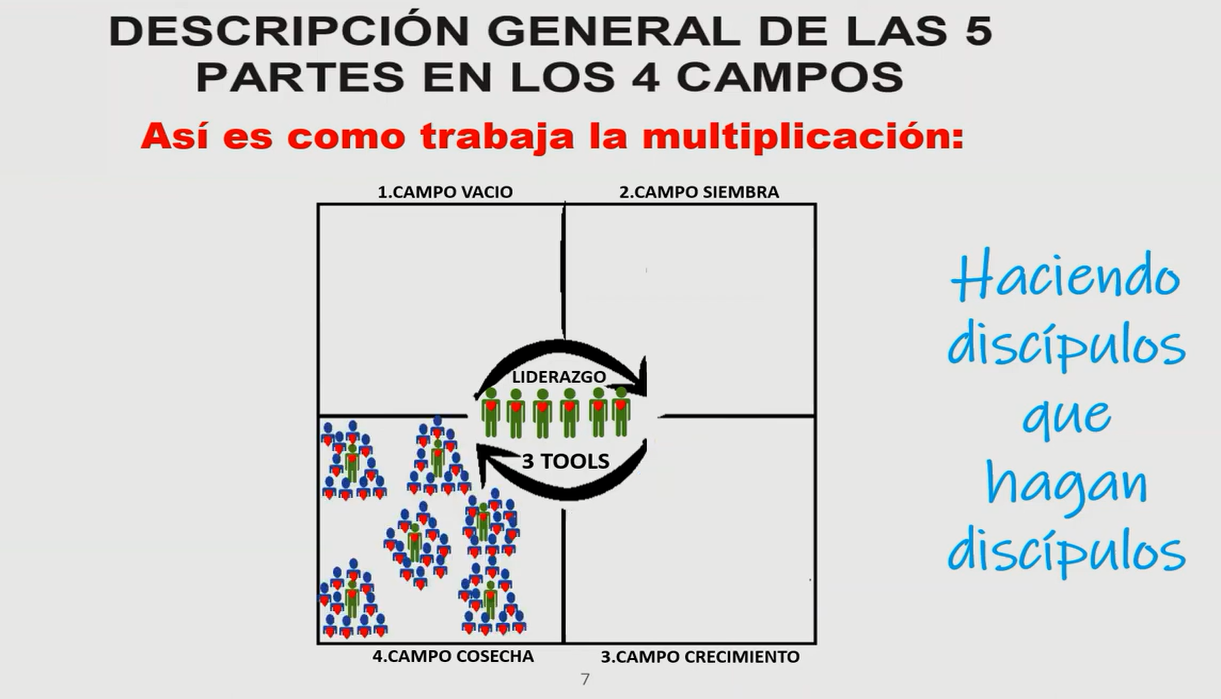 DESCRIPCIÓN GENERAL DE LAS 5
PARTES EN LOS 4 CAMPOS
Así es como trabaja la multiplicación:
1.CAMPO VACIO
2.CAMPO SIEMBRA
LIDERAZGO
3 TOOLS
4.CAMPO COSECHA
3.CAMPO CRECIMIENTO
Haciendo
discípulos
que
hagan
discípulos
7